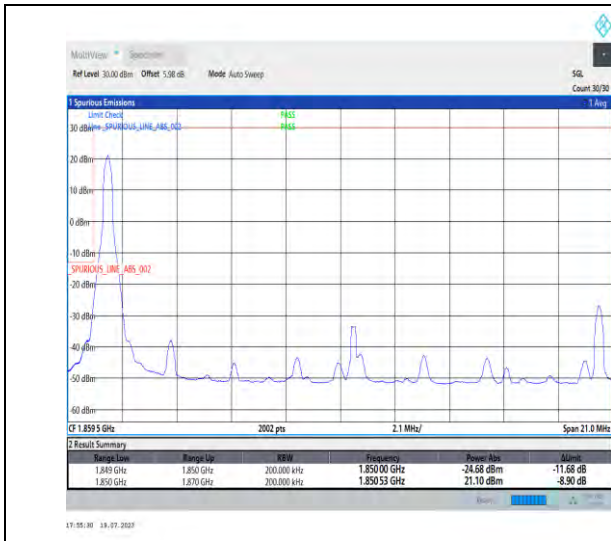 MultiView Spectrum
Ref Level 30.00 dBm Offset 5.98 dB Mode Auto Sweep SGL
Count 30/30
1 Spurious Emissions 1 Avg
Limit Check PASS
Line _SPURIOUS_LINE_ABS_002 PASS
30 dBm
20 dBm
10 dBm
0 dBm
-10 dBm
_SPURIOUS_LINE_ABS_002
-20 dBm
-30 dBm
-40 dBm
-50 dBm
-60 dBm
CF 1.859 5 GHz 2002 pts 2.1 MHz/ Span 21.0 MHz
2 Result Summary
Range Low Range Up RBW Frequency Power Abs ΔLimit
1.849 GHz 1.850 GHz 200.000 kHz 1.850 00 GHz -24.68 dBm -11.68 dB
1.850 GHz 1.870 GHz 200.000 kHz 1.850 53 GHz 21.10 dBm -8.90 dB
17:55:30